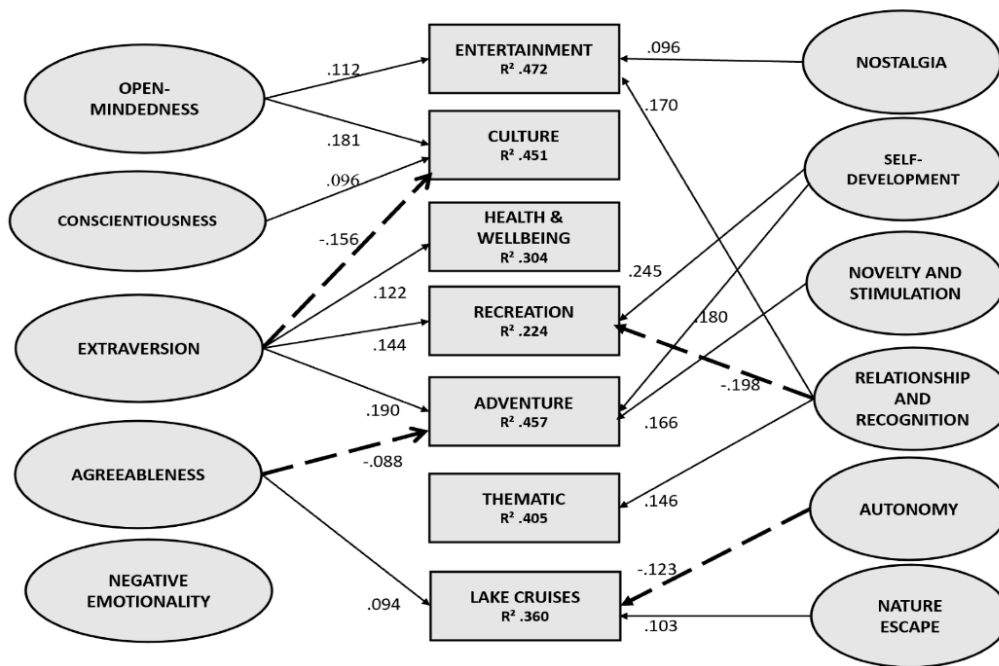 OPEN-
MINDEDNESS
CONSCIENTIOUSNESS
EXTRAVERSION
AGREEABLENESS
NEGATIVE
EMOTIONALITY
.112
.181
.096
-.156
.122
.144
.190
-.088
.094
ENTERTAINMENT
R² .472
CULTURE
R² .451
HEALTH &
WELLBEING
R² .304
RECREATION
R² .224
ADVENTURE
R² .457
THEMATIC
R² .405
LAKE CRUISES
R² .360
.096
.170
.245
.180
-.198
.166
.146
-.123
.103
NOSTALGIA
SELF-
DEVELOPMENT
NOVELTY AND
STIMULATION
RELATIONSHIP
AND
RECOGNITION
AUTONOMY
NATURE
ESCAPE